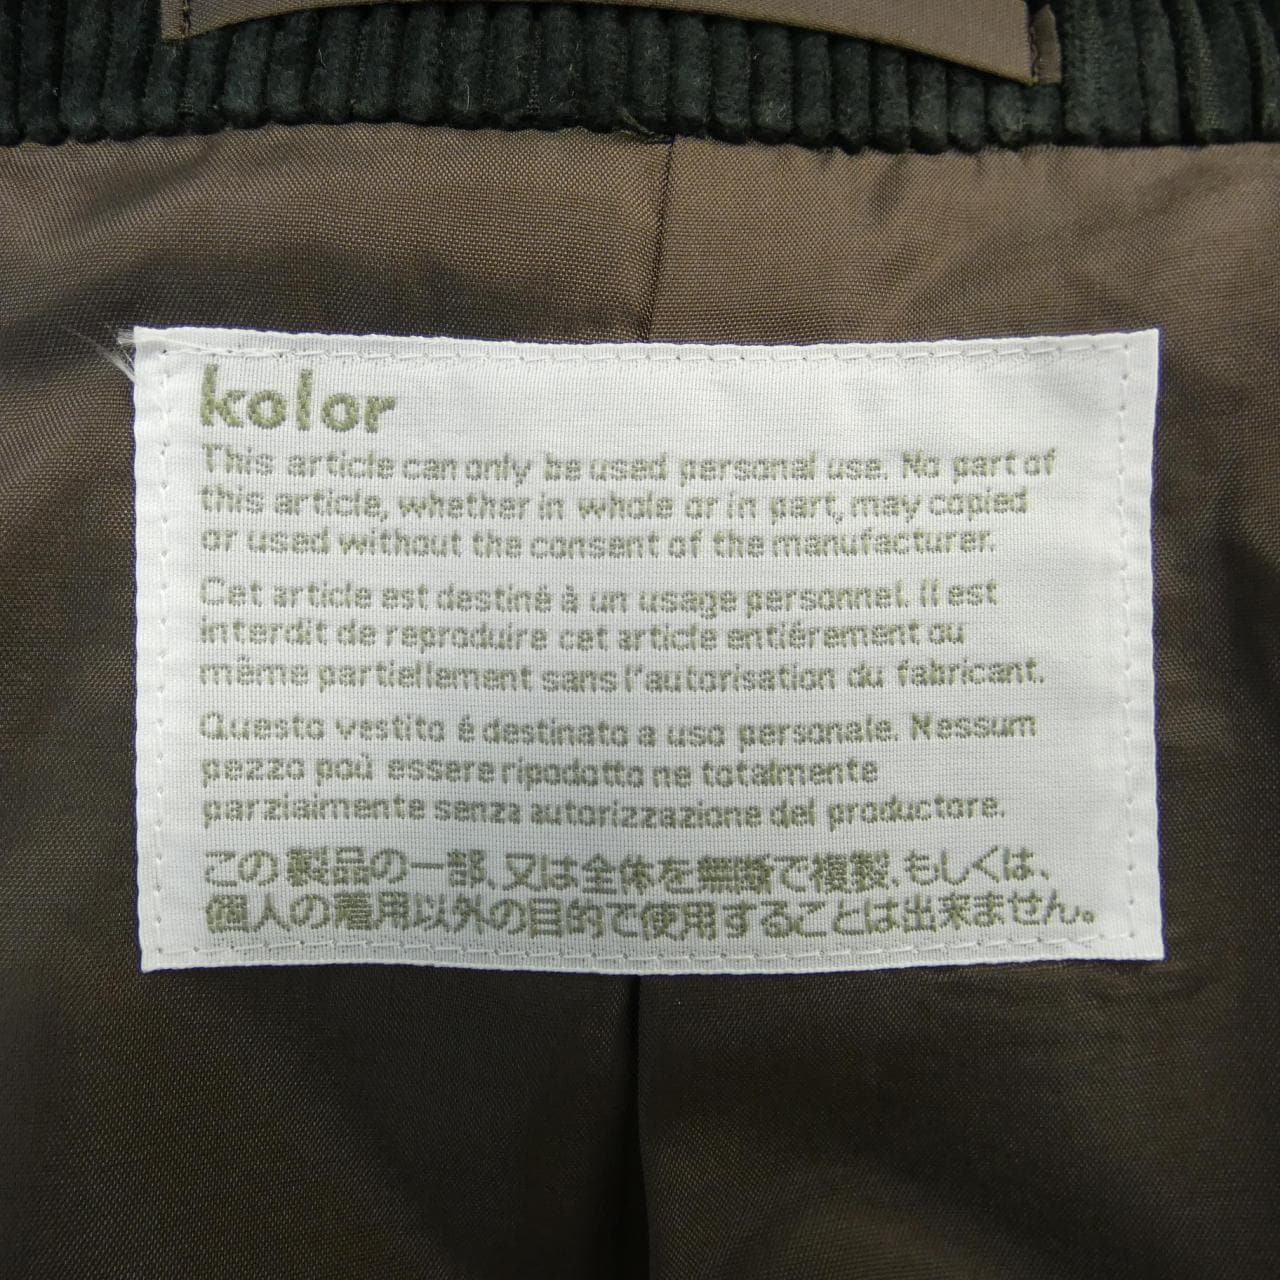 kolor
This article can only be used personal use. No part of
this article, whether in whole or in part, may copied
or used without the consent of the manufacturer.
Cet article est destiné à un usage personnel. Il est
interdit de reproduire cet article entiérement ou
même partiellement sans l'autorisation du fabricant.
Questo vestito é destinato a uso personale. Nessum
pezzo poù essere ripodotto ne totalmente
parziaimente senza autorizzazione del productore.
この製品の一部、又は全体を無断で複製、もしくは、
個人の着用以外の目的で使用することは出来ません。